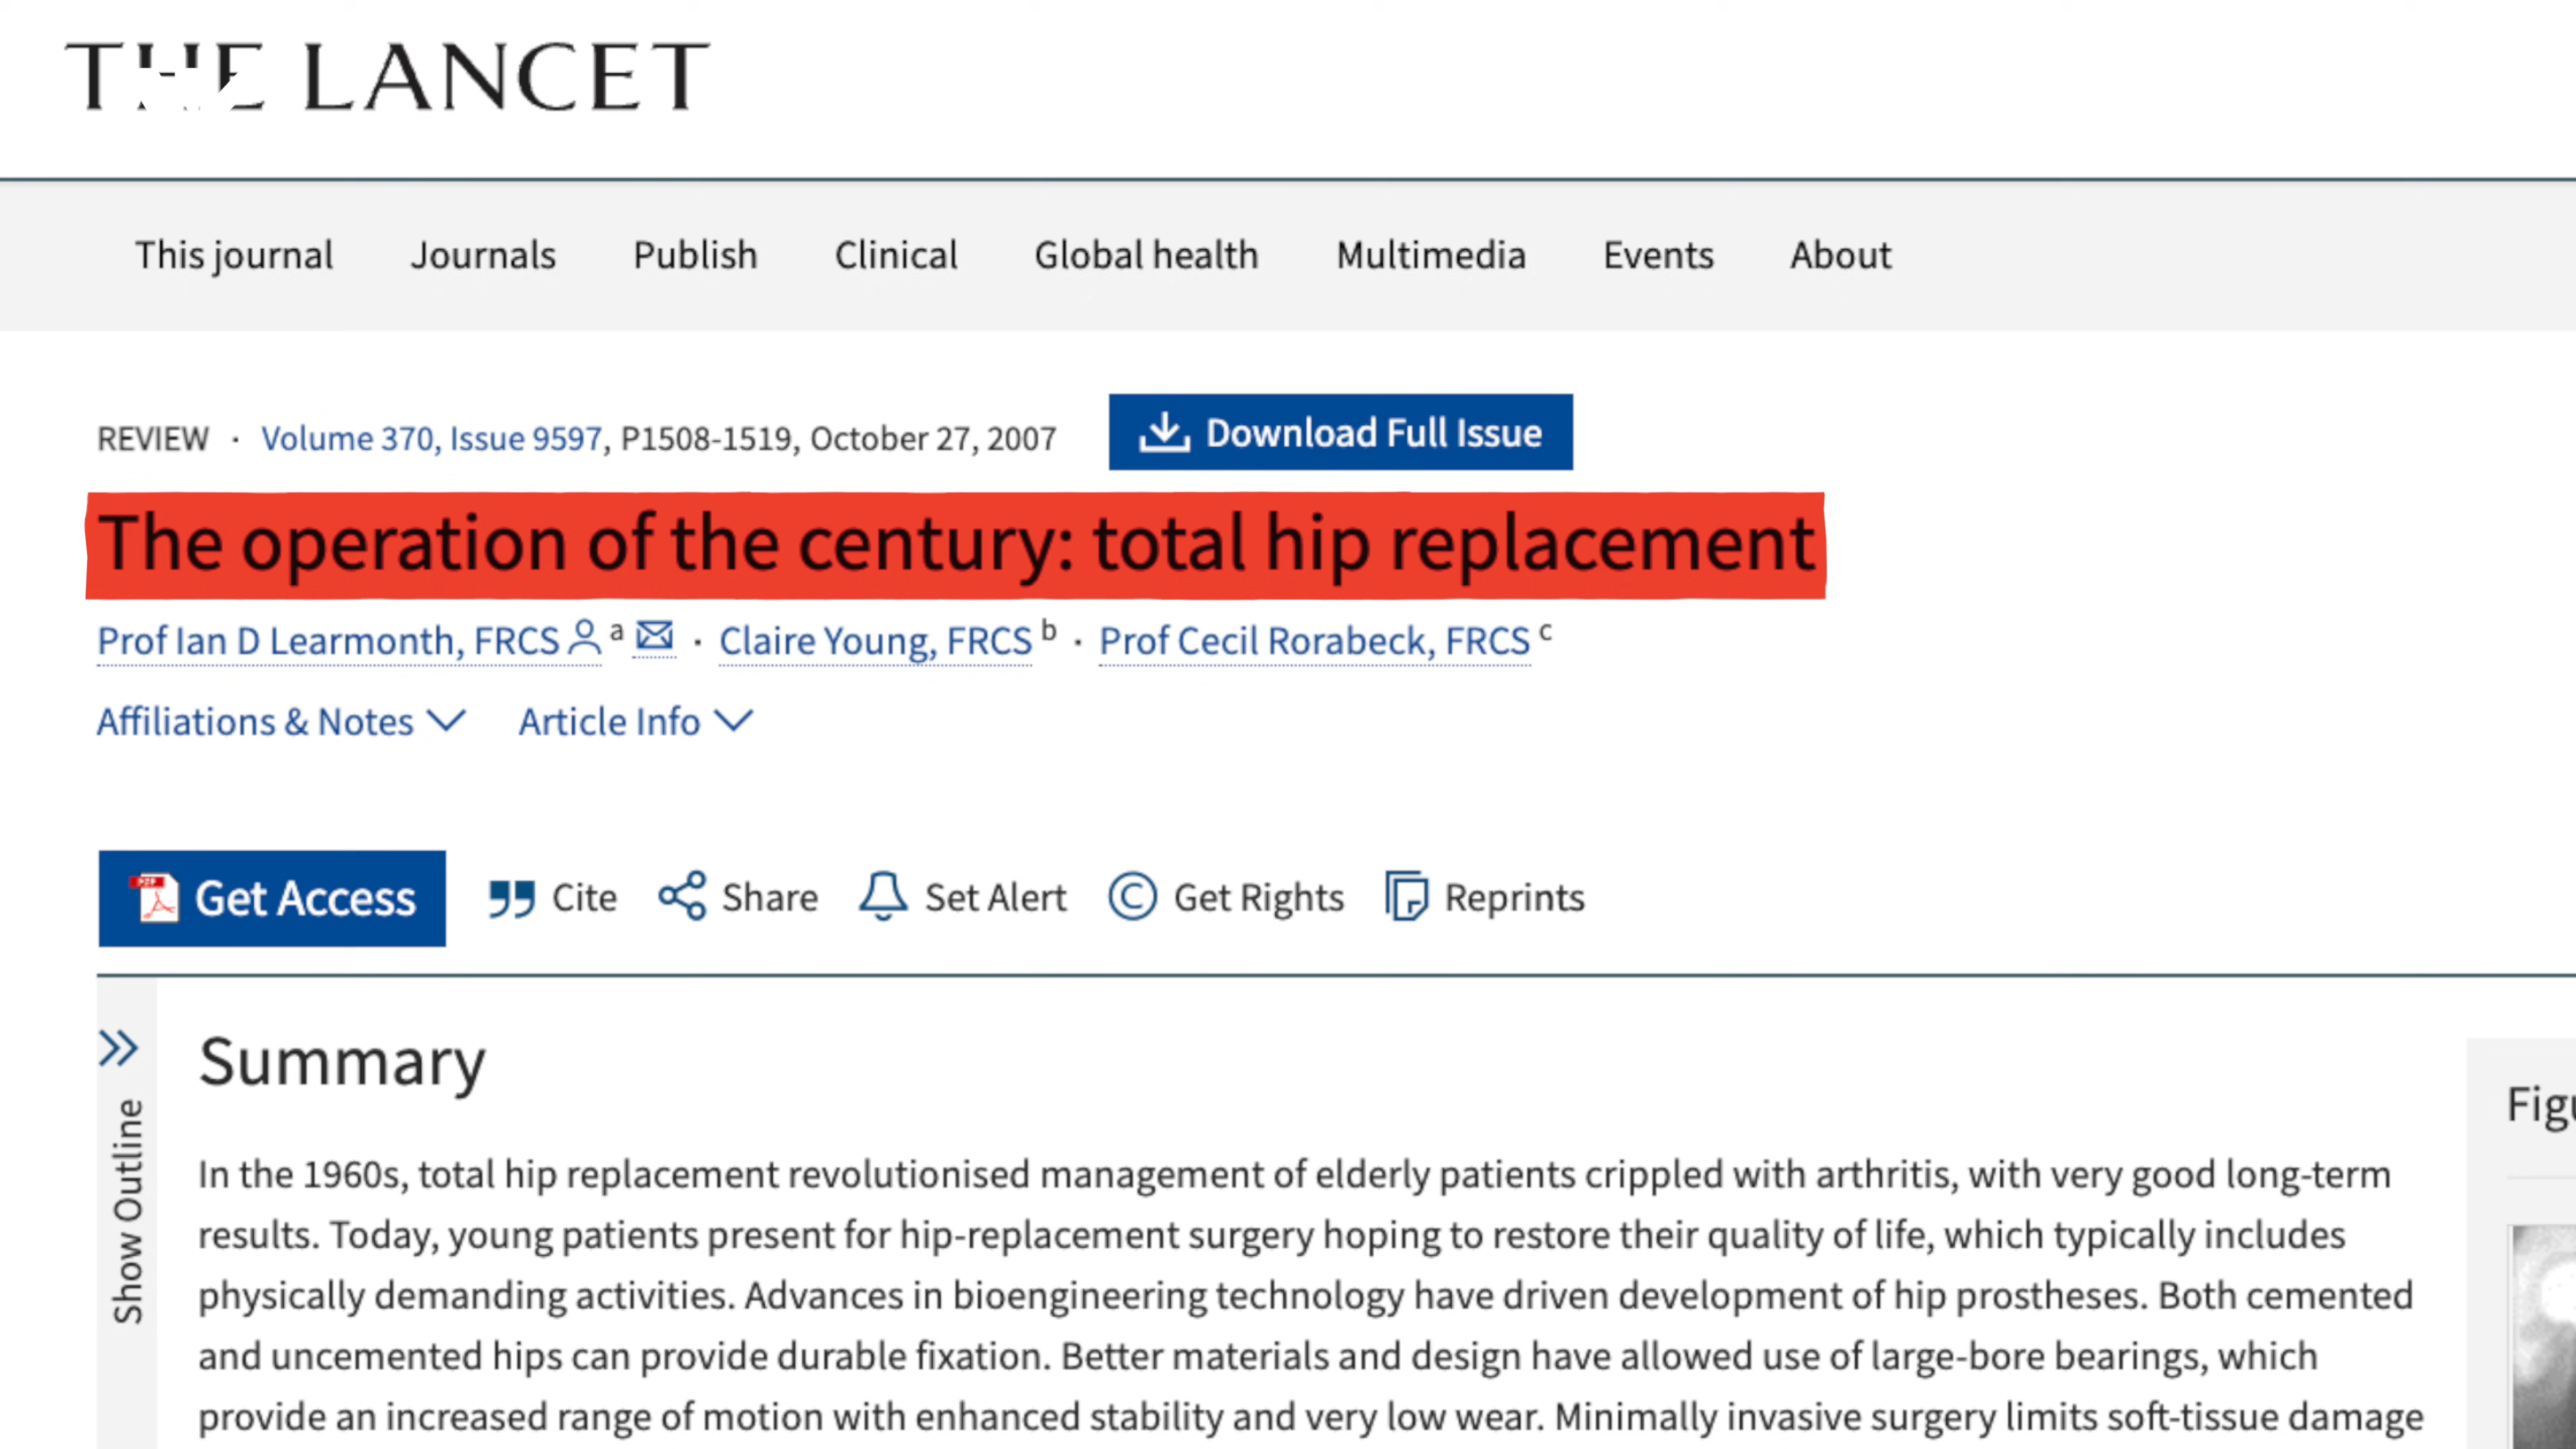 THE LANCET
This journal Journals Publish Clinical Global health Multimedia Events About
REVIEW · Volume 370, Issue 9597, P1508-1519, October 27, 2007 Download Full Issue
The operation of the century: total hip replacement
Prof Ian D Learmonth, FRCS a · Claire Young, FRCS b · Prof Cecil Rorabeck, FRCS c
Affiliations & Notes Article Info
Get Access Cite Share Set Alert © Get Rights Reprints
Show Outline
Summary
In the 1960s, total hip replacement revolutionised management of elderly patients crippled with arthritis, with very good long-term
results. Today, young patients present for hip-replacement surgery hoping to restore their quality of life, which typically includes
physically demanding activities. Advances in bioengineering technology have driven development of hip prostheses. Both cemented
and uncemented hips can provide durable fixation. Better materials and design have allowed use of large-bore bearings, which
provide an increased range of motion with enhanced stability and very low wear. Minimally invasive surgery limits soft-tissue damage